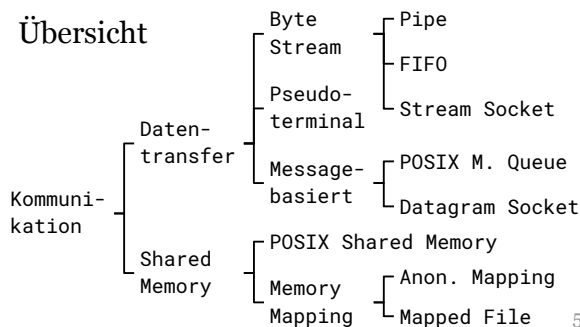 Übersicht
Kommuni-
kation
Daten-
transfer
Byte
Stream
Pipe
FIFO
Stream Socket
Pseudo-
terminal
Message-
basiert
POSIX M. Queue
Datagram Socket
Shared
Memory
POSIX Shared Memory
Memory
Mapping
Anon. Mapping
Mapped File
5